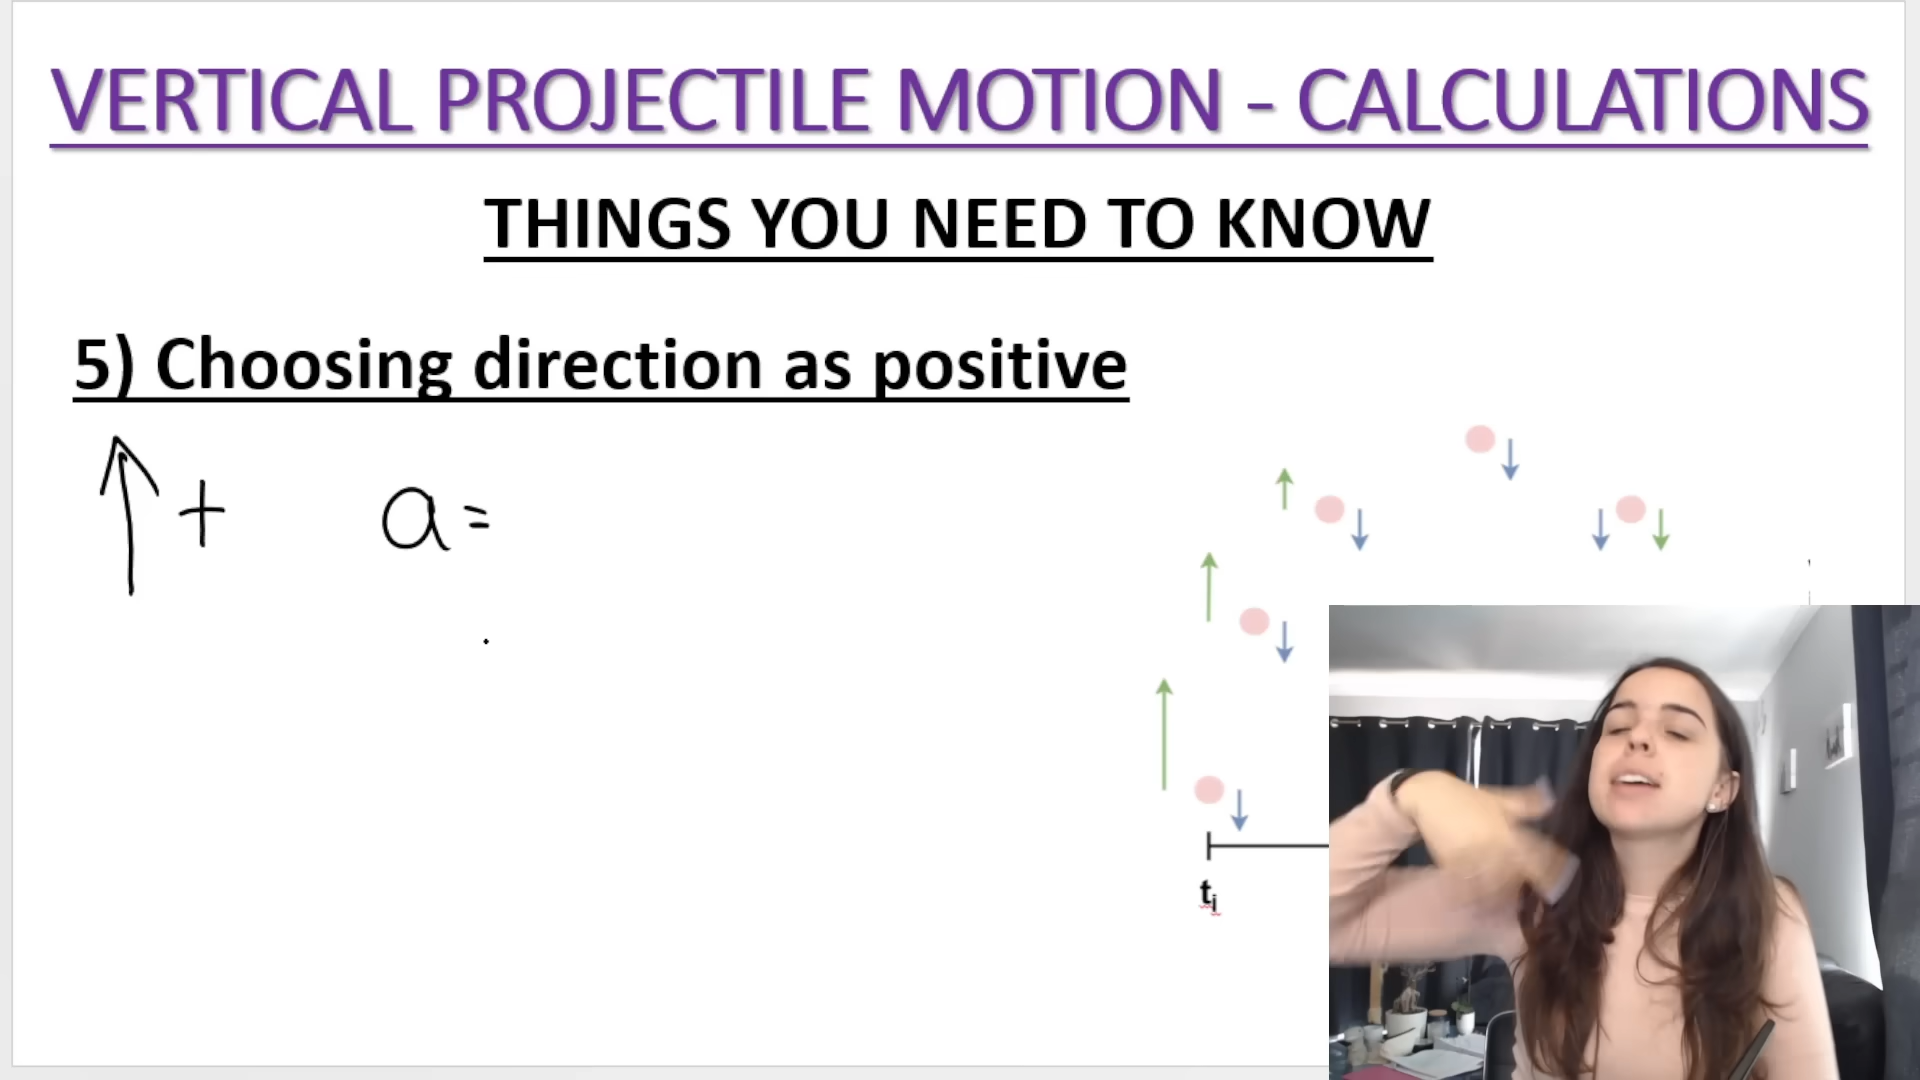 VERTICAL PROJECTILE MOTION - CALCULATIONS
THINGS YOU NEED TO KNOW
5) Choosing direction as positive
+ a=
ti